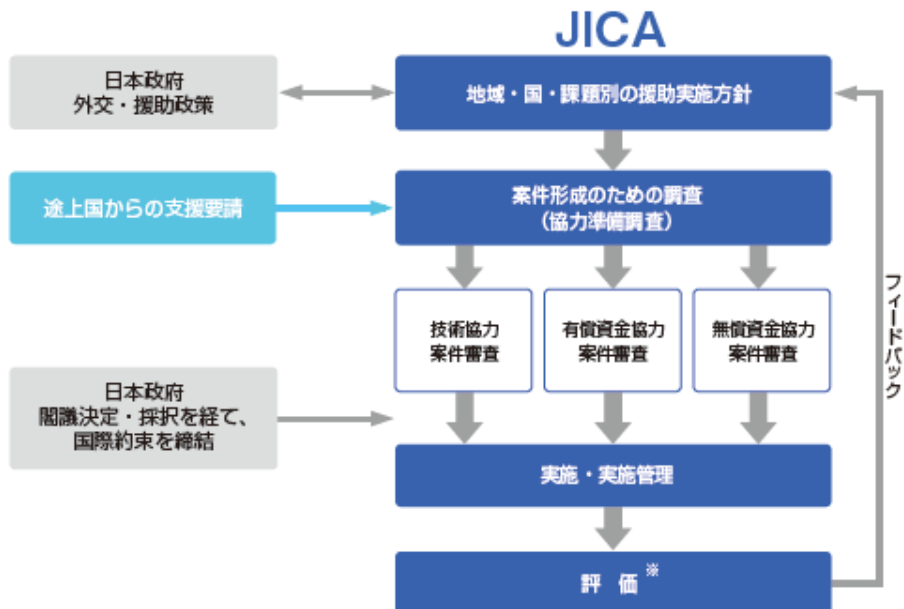 JICA
日本政府
外交・援助政策
地域・国・課題別の援助実施方針
途上国からの支援要請
案件形成のための調査
（協力準備調査）
技術協力
案件審査
有償資金協力
案件審査
無償資金協力
案件審査
日本政府
閣議決定・採択を経て、
国際約束を締結
実施・実施管理
評 価※
フィードバック